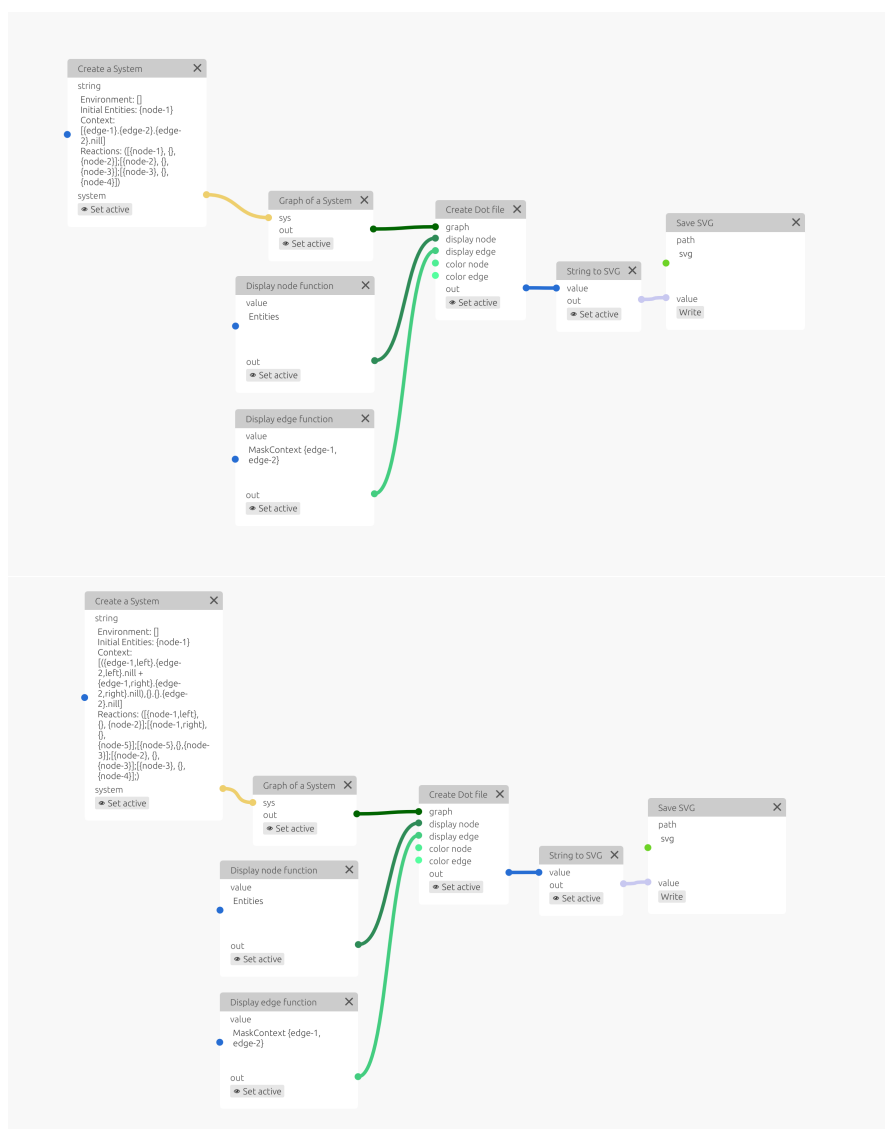 Create a System
string
Environment: []
Initial Entities: {node-1}
Context:
[{edge-1}.{edge-2}.{edge-
2}.nill]
Reactions: ([{node-1}, {},
{node-2}];[{node-2}, {},
{node-3}];[{node-3}, {},
{node-4}])
system
Set active
Graph of a System
sys
out
Set active
Display node function
value
Entities
out
Set active
Display edge function
value
MaskContext {edge-1,
edge-2}
out
Set active
Create Dot file
graph
display node
display edge
color node
color edge
out
Set active
String to SVG
value
out
Set active
Save SVG
path
svg
value
Write
Create a System
string
Environment: []
Initial Entities: {node-1}
Context:
[({edge-1,left}.{edge-
2,left}.nill +
{edge-1,right}.{edge-
2,right}.nill),{}.{}.{edge-
2}.nill]
Reactions: ([{node-1,left},
{}, {node-2}];[{node-1,right},
{},
{node-5}];[{node-5},{},{node-
3}];[{node-2}, {},
{node-3}];[{node-3}, {},
{node-4}];)
system
Set active
Graph of a System
sys
out
Set active
Display node function
value
Entities
out
Set active
Display edge function
value
MaskContext {edge-1,
edge-2}
out
Set active
Create Dot file
graph
display node
display edge
color node
color edge
out
Set active
String to SVG
value
out
Set active
Save SVG
path
svg
value
Write